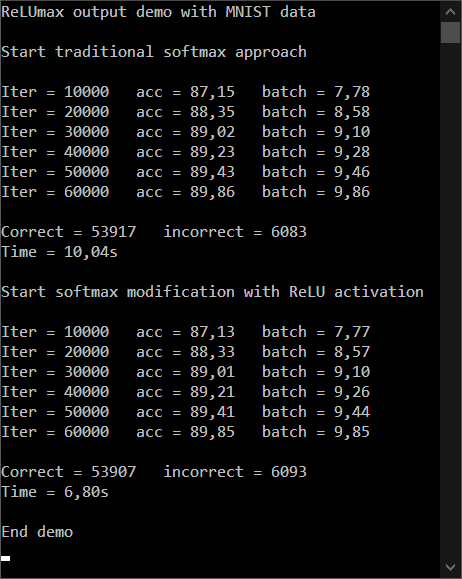 ReLUmax output demo with MNIST data
Start traditional softmax approach
Iter = 10000   acc = 87,15   batch = 7,78
Iter = 20000   acc = 88,35   batch = 8,58
Iter = 30000   acc = 89,02   batch = 9,10
Iter = 40000   acc = 89,23   batch = 9,28
Iter = 50000   acc = 89,43   batch = 9,46
Iter = 60000   acc = 89,86   batch = 9,86
Correct = 53917   incorrect = 6083
Time = 10,04s
Start softmax modification with ReLU activation
Iter = 10000   acc = 87,13   batch = 7,77
Iter = 20000   acc = 88,33   batch = 8,57
Iter = 30000   acc = 89,01   batch = 9,10
Iter = 40000   acc = 89,21   batch = 9,26
Iter = 50000   acc = 89,41   batch = 9,44
Iter = 60000   acc = 89,85   batch = 9,85
Correct = 53907   incorrect = 6093
Time = 6,80s
End demo